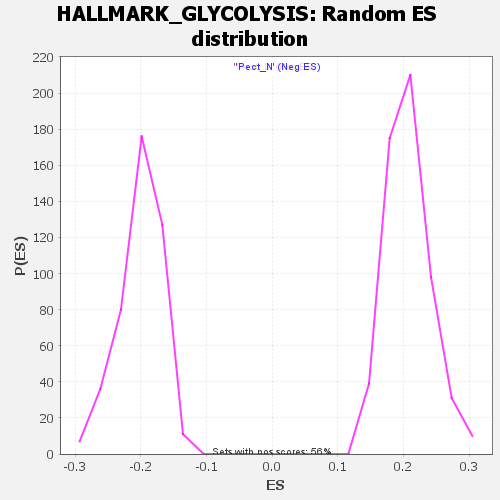 HALLMARK_GLYCOLYSIS: Random ES
distribution
"Pect_N' (Neg ES)
P(ES)
220
200
180
160
140
120
100
80
60
40
20
0
Sets with pos scores: 56%
-0.3 -0.2 -0.1 0.0 0.1 0.2 0.3
ES